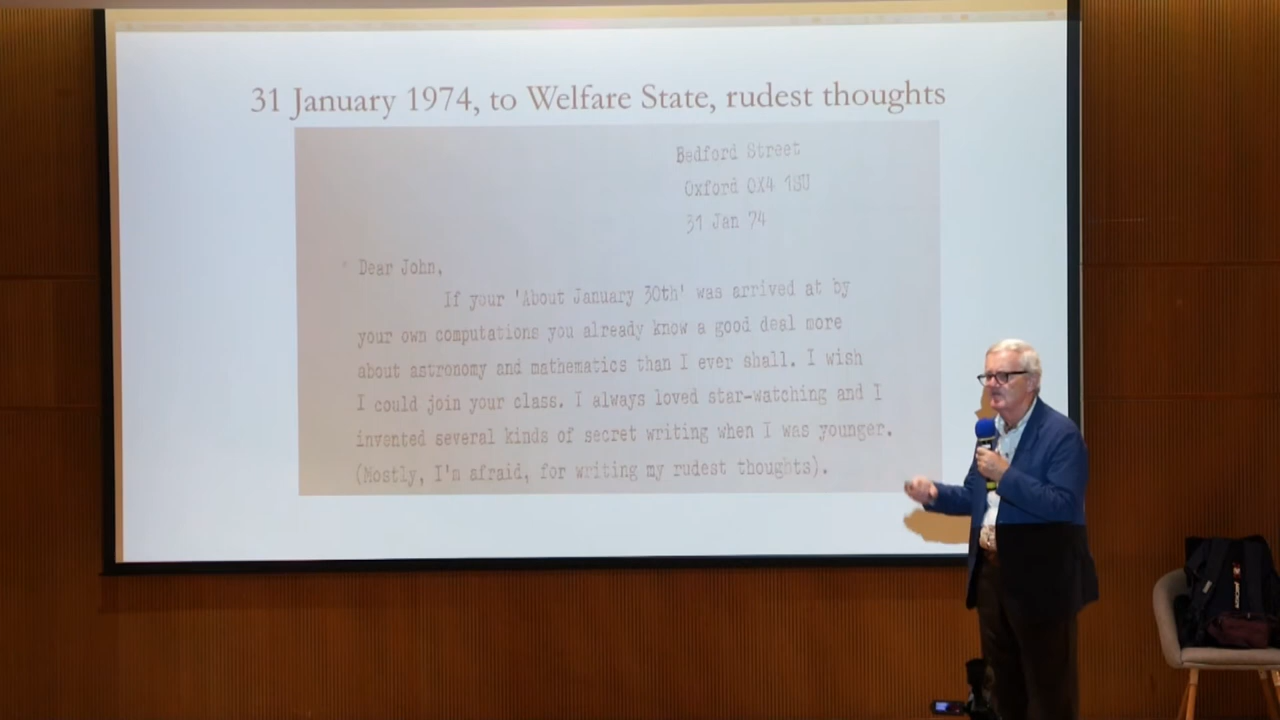 31 January 1974, to Welfare State, rudest thoughts
Bedford Street
Oxford OX4 1SU
31 Jan 74
Dear John,
If your 'About January 30th' was arrived at by
your own computations you already know a good deal more
about astronomy and mathematics than I ever shall. I wish
I could join your class. I always loved star-watching and I
invented several kinds of secret writing when I was younger.
(Mostly, I'm afraid, for writing my rudest thoughts).